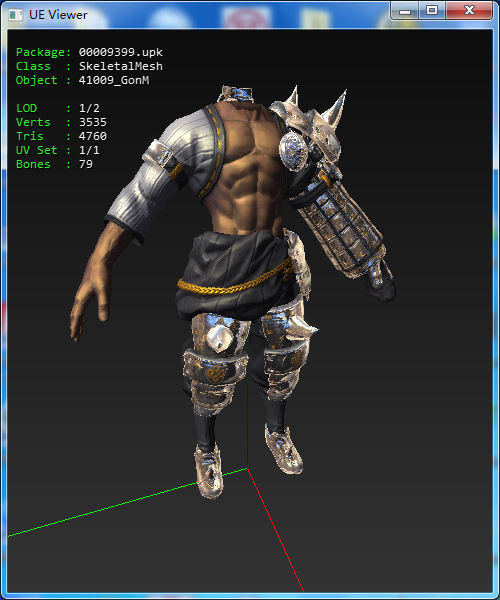 UE Viewer
Package: 00009399.upk
Class : SkeletalMesh
Object : 41009_GonM
LOD : 1/2
Verts : 3535
Tris : 4760
UV Set : 1/1
Bones : 79